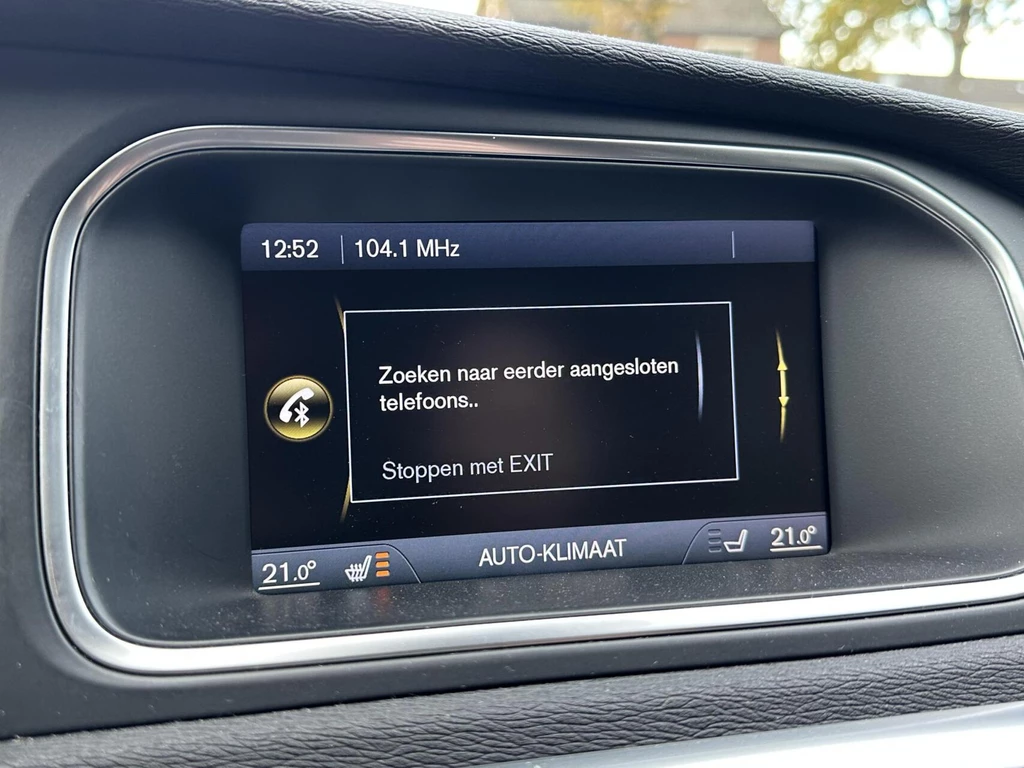 12:52 104.1 MHz
Zoeken naar eerder aangesloten
telefoons..
Stoppen met EXIT
21.0° AUTO-KLIMAAT 21.0°